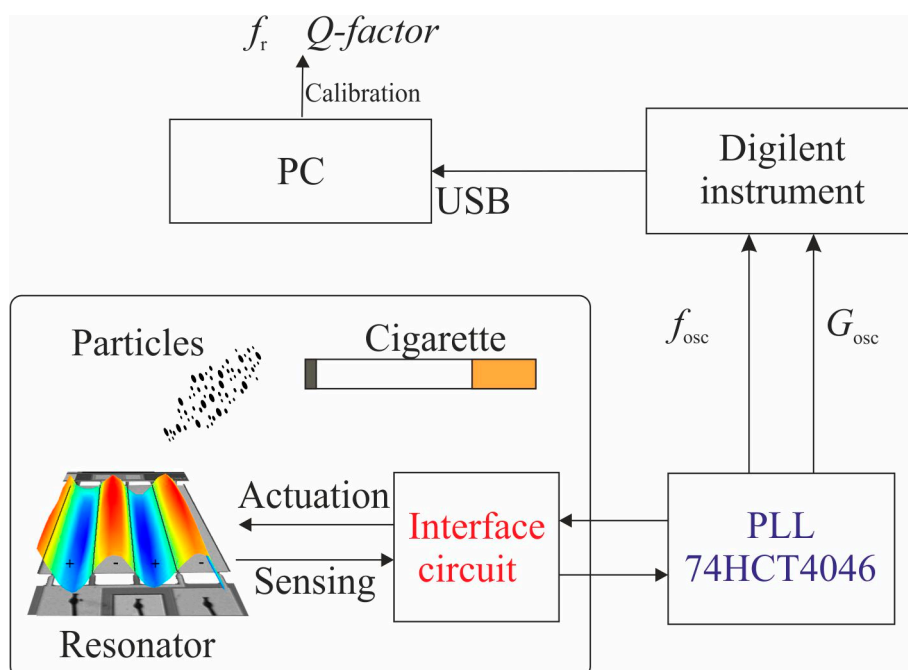 fr Q-factor
Calibration
PC
USB
Digilent
instrument
fosc
Gosc
Particles
Cigarette
Actuation
Sensing
Interface
circuit
PLL
74HCT4046
+ - + -
Resonator